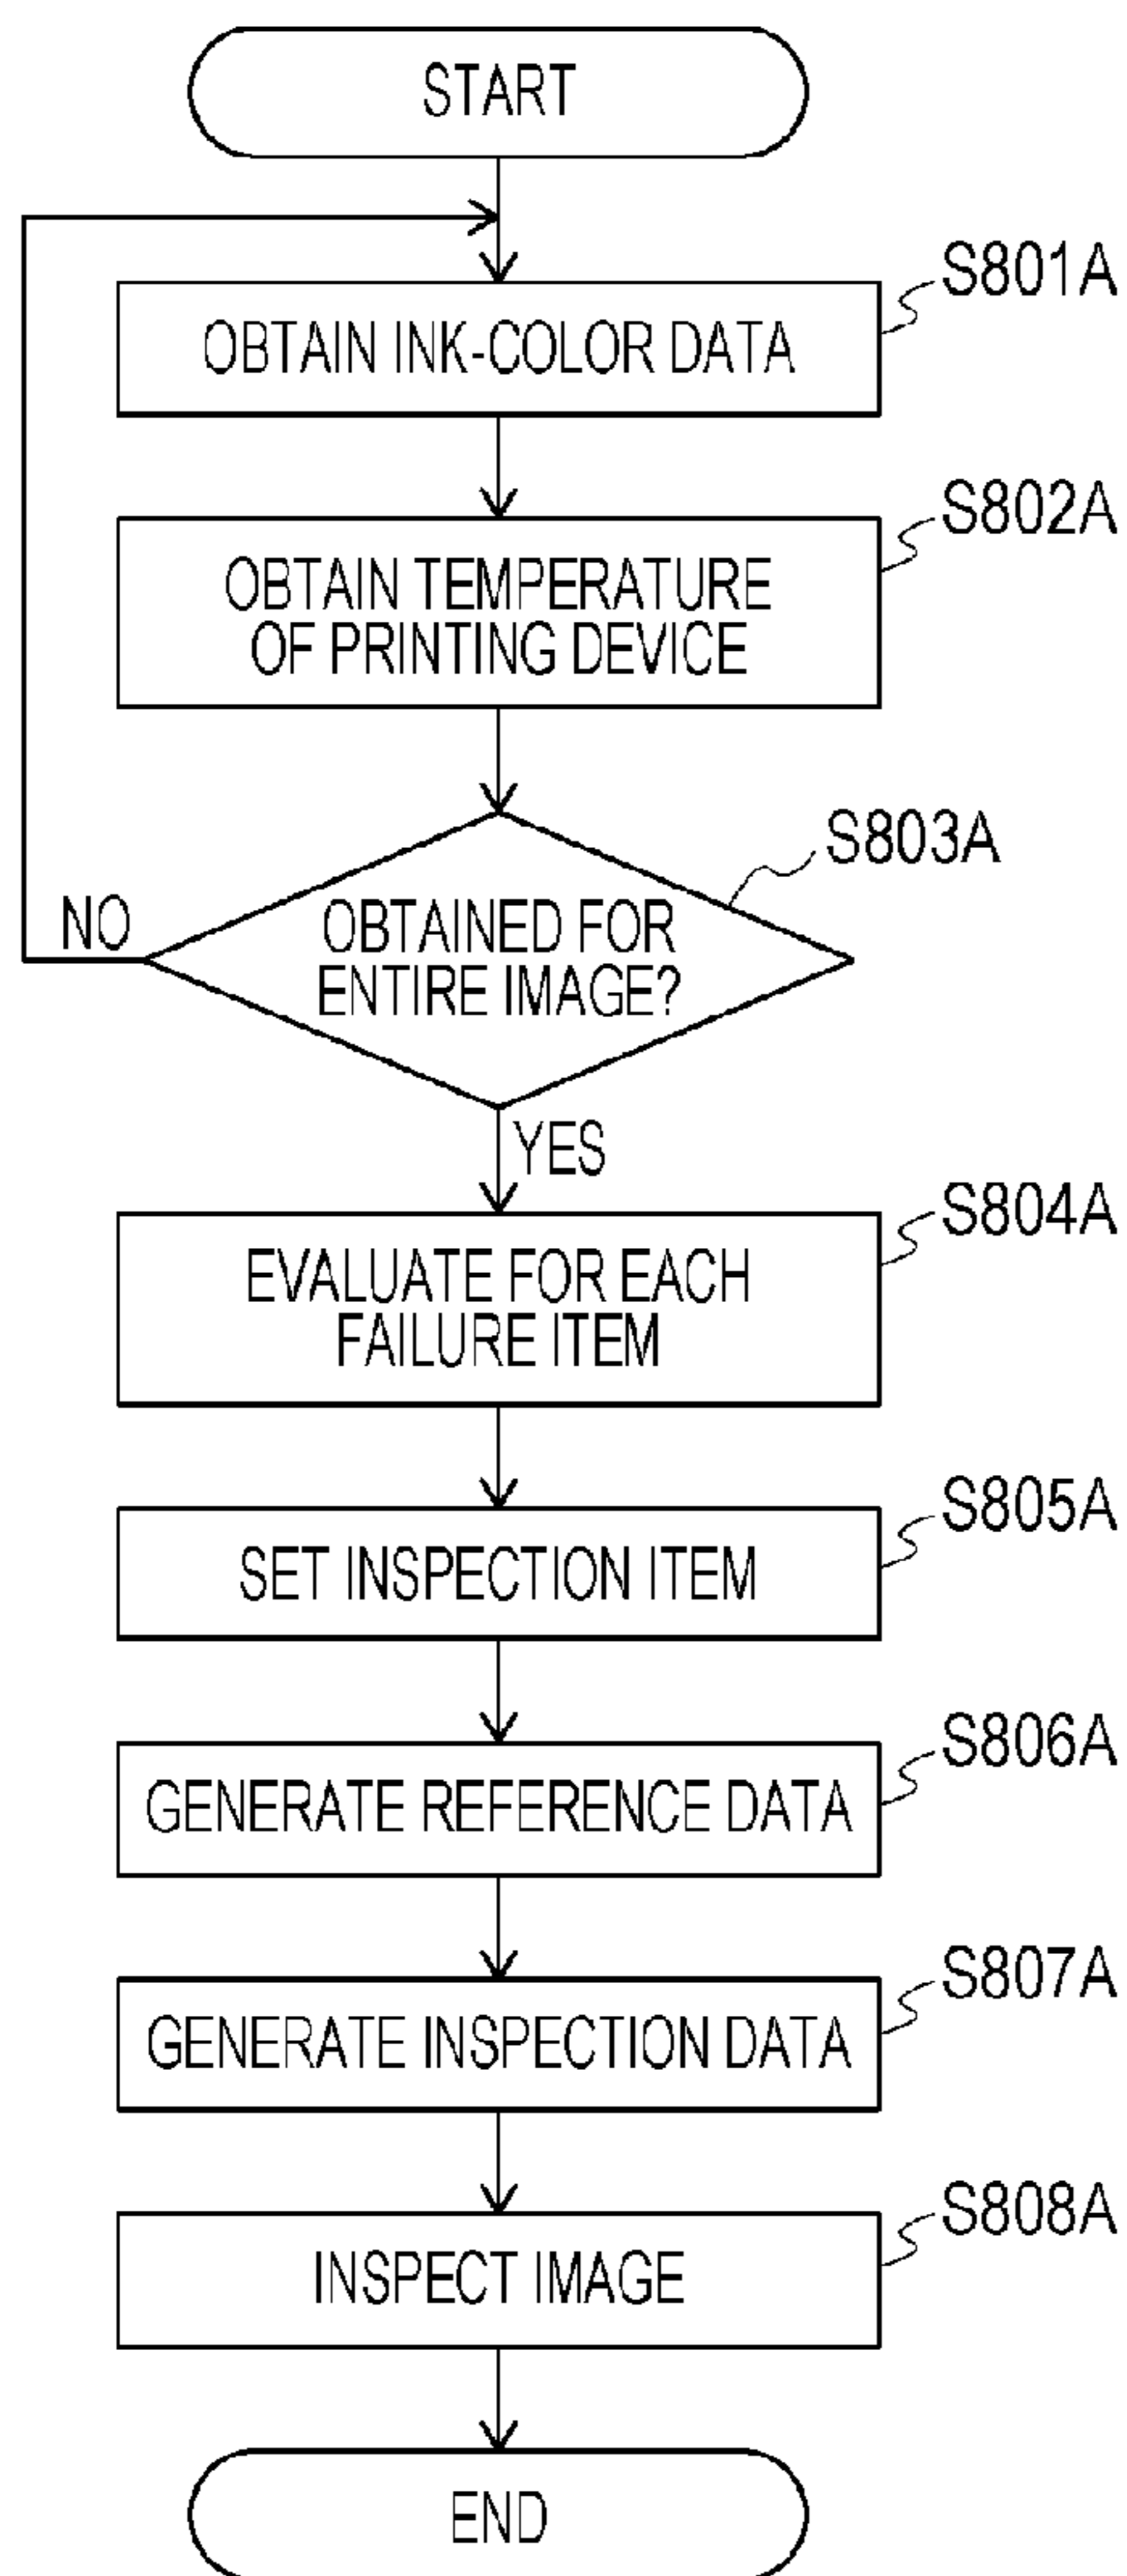 START
S801A
OBTAIN INK-COLOR DATA
S802A
OBTAIN TEMPERATURE
OF PRINTING DEVICE
S803A
NO
OBTAINED FOR
ENTIRE IMAGE?
YES
S804A
EVALUATE FOR EACH
FAILURE ITEM
S805A
SET INSPECTION ITEM
S806A
GENERATE REFERENCE DATA
S807A
GENERATE INSPECTION DATA
S808A
INSPECT IMAGE
END